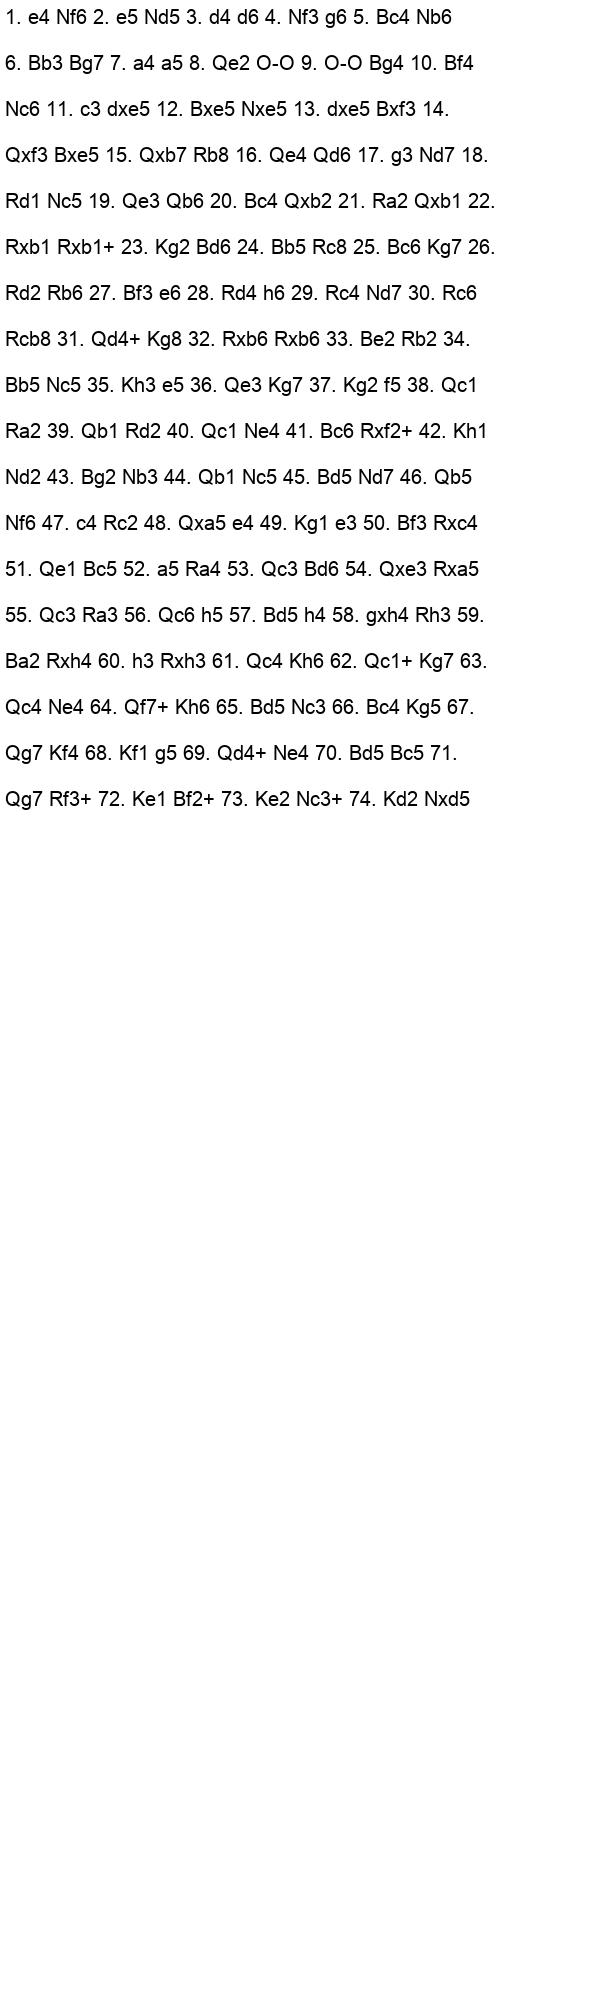 1. e4 Nf6 2. e5 Nd5 3. d4 d6 4. Nf3 g6 5. Bc4 Nb6
6. Bb3 Bg7 7. a4 a5 8. Qe2 O-O 9. O-O Bg4 10. Bf4
Nc6 11. c3 dxe5 12. Bxe5 Nxe5 13. dxe5 Bxf3 14.
Qxf3 Bxe5 15. Qxb7 Rb8 16. Qe4 Qd6 17. g3 Nd7 18.
Rd1 Nc5 19. Qe3 Qb6 20. Bc4 Qxb2 21. Ra2 Qxb1 22.
Rxb1 Rxb1+ 23. Kg2 Bd6 24. Bb5 Rc8 25. Bc6 Kg7 26.
Rd2 Rb6 27. Bf3 e6 28. Rd4 h6 29. Rc4 Nd7 30. Rc6
Rcb8 31. Qd4+ Kg8 32. Rxb6 Rxb6 33. Be2 Rb2 34.
Bb5 Nc5 35. Kh3 e5 36. Qe3 Kg7 37. Kg2 f5 38. Qc1
Ra2 39. Qb1 Rd2 40. Qc1 Ne4 41. Bc6 Rxf2+ 42. Kh1
Nd2 43. Bg2 Nb3 44. Qb1 Nc5 45. Bd5 Nd7 46. Qb5
Nf6 47. c4 Rc2 48. Qxa5 e4 49. Kg1 e3 50. Bf3 Rxc4
51. Qe1 Bc5 52. a5 Ra4 53. Qc3 Bd6 54. Qxe3 Rxa5
55. Qc3 Ra3 56. Qc6 h5 57. Bd5 h4 58. gxh4 Rh3 59.
Ba2 Rxh4 60. h3 Rxh3 61. Qc4 Kh6 62. Qc1+ Kg7 63.
Qc4 Ne4 64. Qf7+ Kh6 65. Bd5 Nc3 66. Bc4 Kg5 67.
Qg7 Kf4 68. Kf1 g5 69. Qd4+ Ne4 70. Bd5 Bc5 71.
Qg7 Rf3+ 72. Ke1 Bf2+ 73. Ke2 Nc3+ 74. Kd2 Nxd5